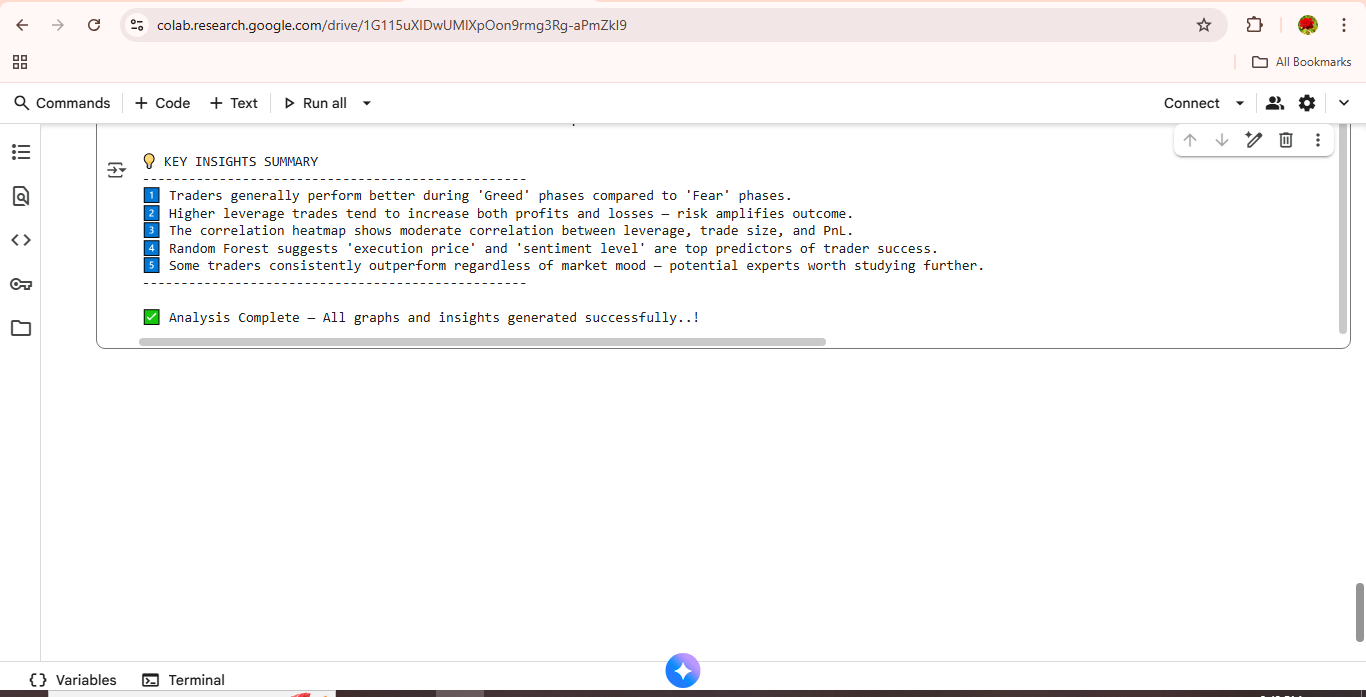 colab.research.google.com/drive/1G115uXIDwUMlXpOon9rmg3Rg-aPmZkI9
All Bookmarks
Commands + Code + Text Run all Connect
💡 KEY INSIGHTS SUMMARY
--------------------------------------------------
1️⃣ Traders generally perform better during 'Greed' phases compared to 'Fear' phases.
2️⃣ Higher leverage trades tend to increase both profits and losses — risk amplifies outcome.
3️⃣ The correlation heatmap shows moderate correlation between leverage, trade size, and PnL.
4️⃣ Random Forest suggests 'execution price' and 'sentiment level' are top predictors of trader success.
5️⃣ Some traders consistently outperform regardless of market mood — potential experts worth studying further.
--------------------------------------------------
✅ Analysis Complete — All graphs and insights generated successfully..!
Variables Terminal